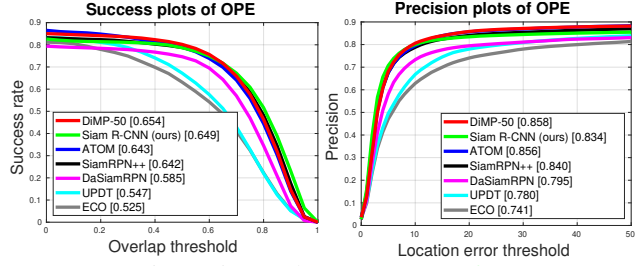 Success plots of OPE
Success rate
0.9
0.8
0.7
0.6
0.5
0.4
0.3
0.2
0.1
0
DiMP-50 [0.654]
Siam R-CNN (ours) [0.649]
ATOM [0.643]
SiamRPN++ [0.642]
DaSiamRPN [0.585]
UPDT [0.547]
ECO [0.525]
0 0.2 0.4 0.6 0.8 1
Overlap threshold
Precision plots of OPE
Precision
0.9
0.8
0.7
0.6
0.5
0.4
0.3
0.2
0.1
0
DiMP-50 [0.858]
Siam R-CNN (ours) [0.834]
ATOM [0.856]
SiamRPN++ [0.840]
DaSiamRPN [0.795]
UPDT [0.780]
ECO [0.741]
0 10 20 30 40 50
Location error threshold